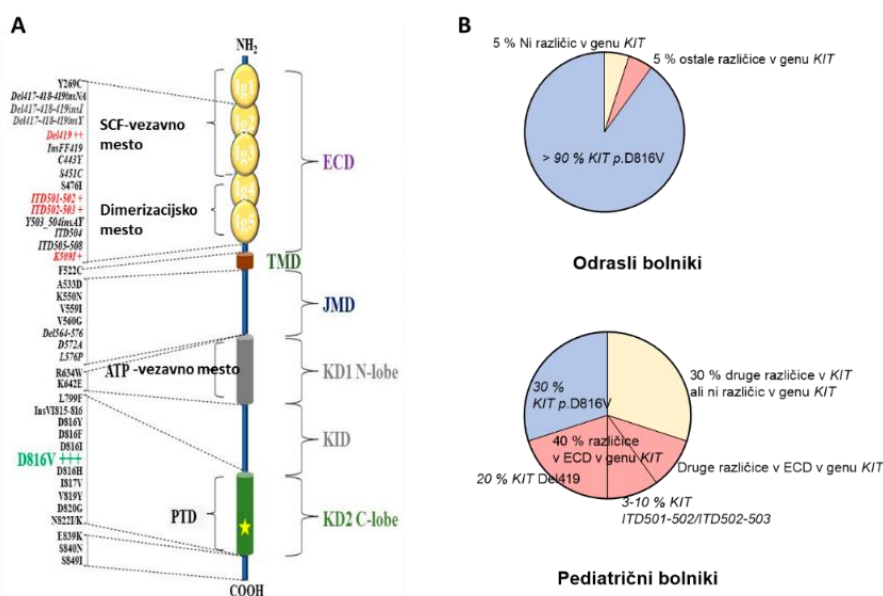 A
NH2
Y269C
Del417-418-419insNA
Del417-418-419insI
Del417-418-419insY
Del419 ++
InsFF419
C443Y
S451C
S476I
ITD501-502 +
ITD502-503 +
Y503_504insAY
ITD504
ITD505-508
K509I +
F522C
A533D
K550N
V559I
V560G
Del564-576
D572A
L576P
R634W
K642E
L799F
InsVI815-816
D816Y
D816F
D816I
D816V +++
D816H
I817V
V819Y
D820G
N822I/K
E839K
S840N
S849I
SCF-vezavno
mesto
Dimerizacijsko
mesto
ATP -vezavno mesto
PTD
Ig1
Ig2
Ig3
Ig4
Ig5
COOH
ECD
TMD
JMD
KD1 N-lobe
KID
KD2 C-lobe
B
5 % Ni različic v genu KIT
5 % ostale različice v genu KIT
> 90 % KIT p.D816V
Odrasli bolniki
30 %
KIT p.D816V
30 % druge različice v KIT
ali ni različic v genu KIT
40 % različice
v ECD v genu KIT
20 % KIT Del419
Druge različice v ECD v genu KIT
3-10 % KIT
ITD501-502/ITD502-503
Pediatrični bolniki